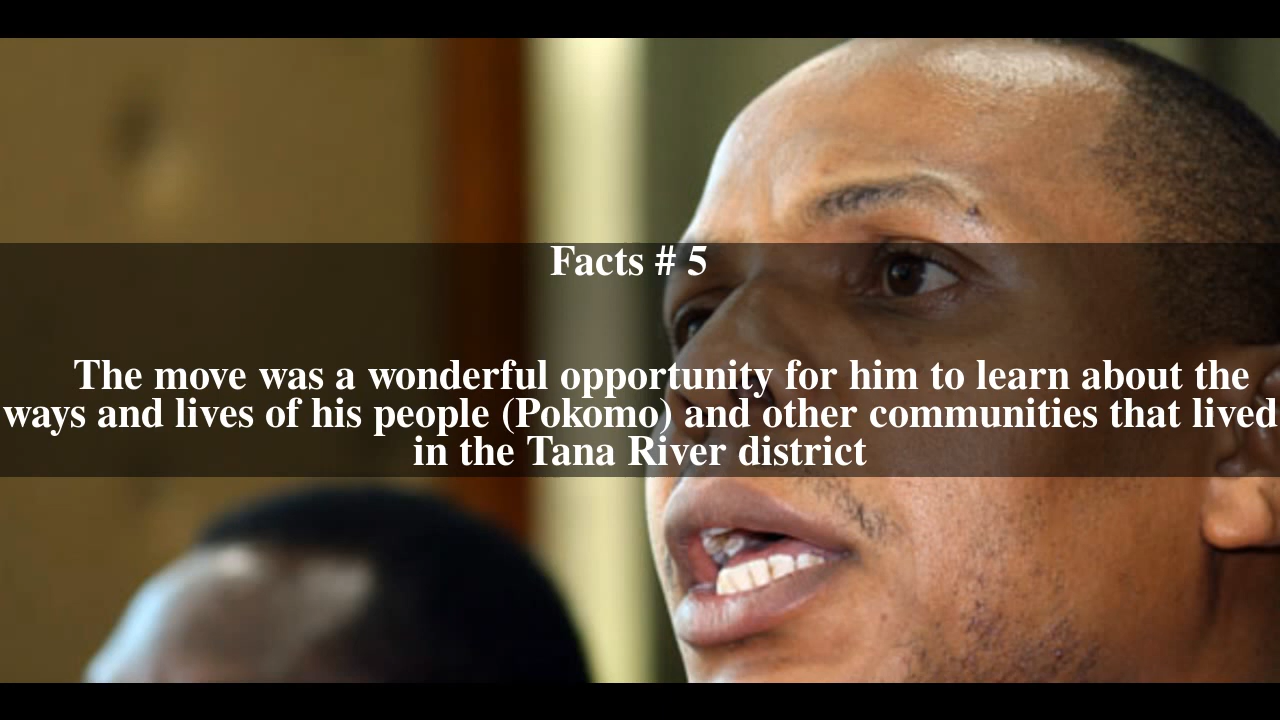 Facts # 5
The move was a wonderful opportunity for him to learn about the
ways and lives of his people (Pokomo) and other communities that lived
in the Tana River district